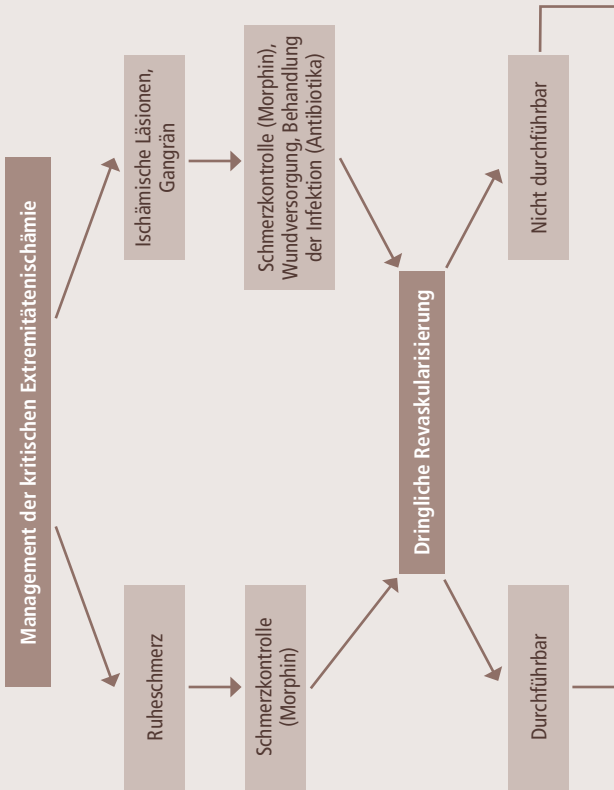 Management der kritischen Extremitätenischämie
Ruheschmerz
Ischämische Läsionen,
Gangrän
Schmerzkontrolle
(Morphin)
Schmerzkontrolle (Morphin),
Wundversorgung, Behandlung
der Infektion (Antibiotika)
Dringliche Revaskularisierung
Durchführbar
Nicht durchführbar